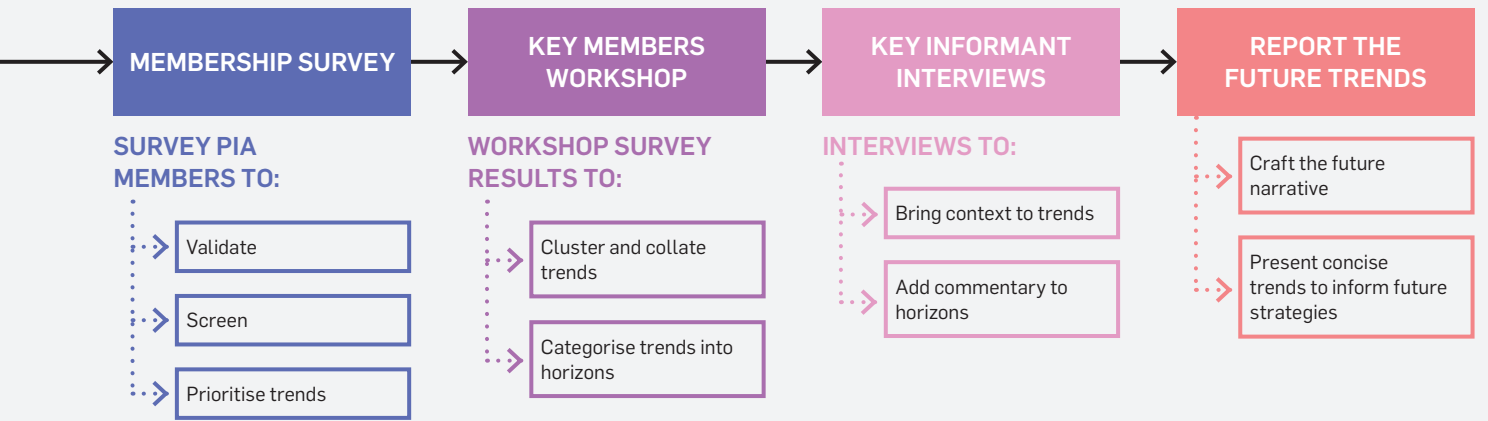 MEMBERSHIP SURVEY
SURVEY PIA
MEMBERS TO:
Validate
Screen
Prioritise trends
KEY MEMBERS
WORKSHOP
WORKSHOP SURVEY
RESULTS TO:
Cluster and collate
trends
Categorise trends into
horizons
KEY INFORMANT
INTERVIEWS
INTERVIEWS TO:
Bring context to trends
Add commentary to
horizons
REPORT THE
FUTURE TRENDS
Craft the future
narrative
Present concise
trends to inform future
strategies